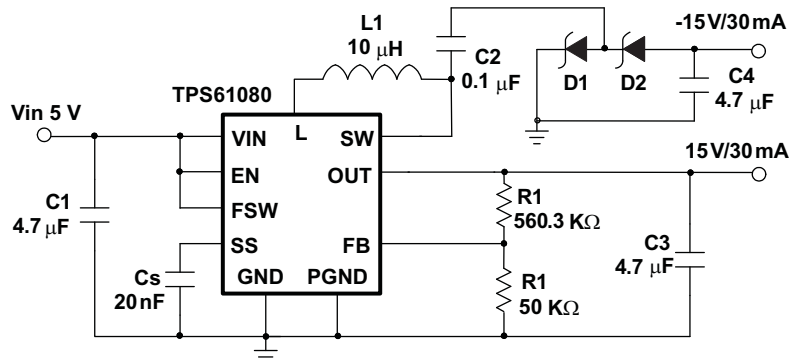 L1
10 μH
C2
0.1 μF
D1
D2
-15V/30mA
C4
4.7 μF
TPS61080
Vin 5 V
VIN
L
SW
EN
OUT
FSW
SS
FB
GND
PGND
C1
4.7 μF
Cs
20nF
15V/30mA
R1
560.3 KΩ
R1
50 KΩ
C3
4.7 μF